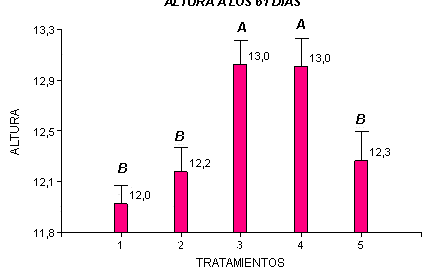 ALTURA A LOS 61 DIAS
13,3
A
A
13,0
13,0
12,9
ALTURA
12,5
B
B
B
12,2
12,3
12,1
12,0
11,8
1 2 3 4 5
TRATAMIENTOS